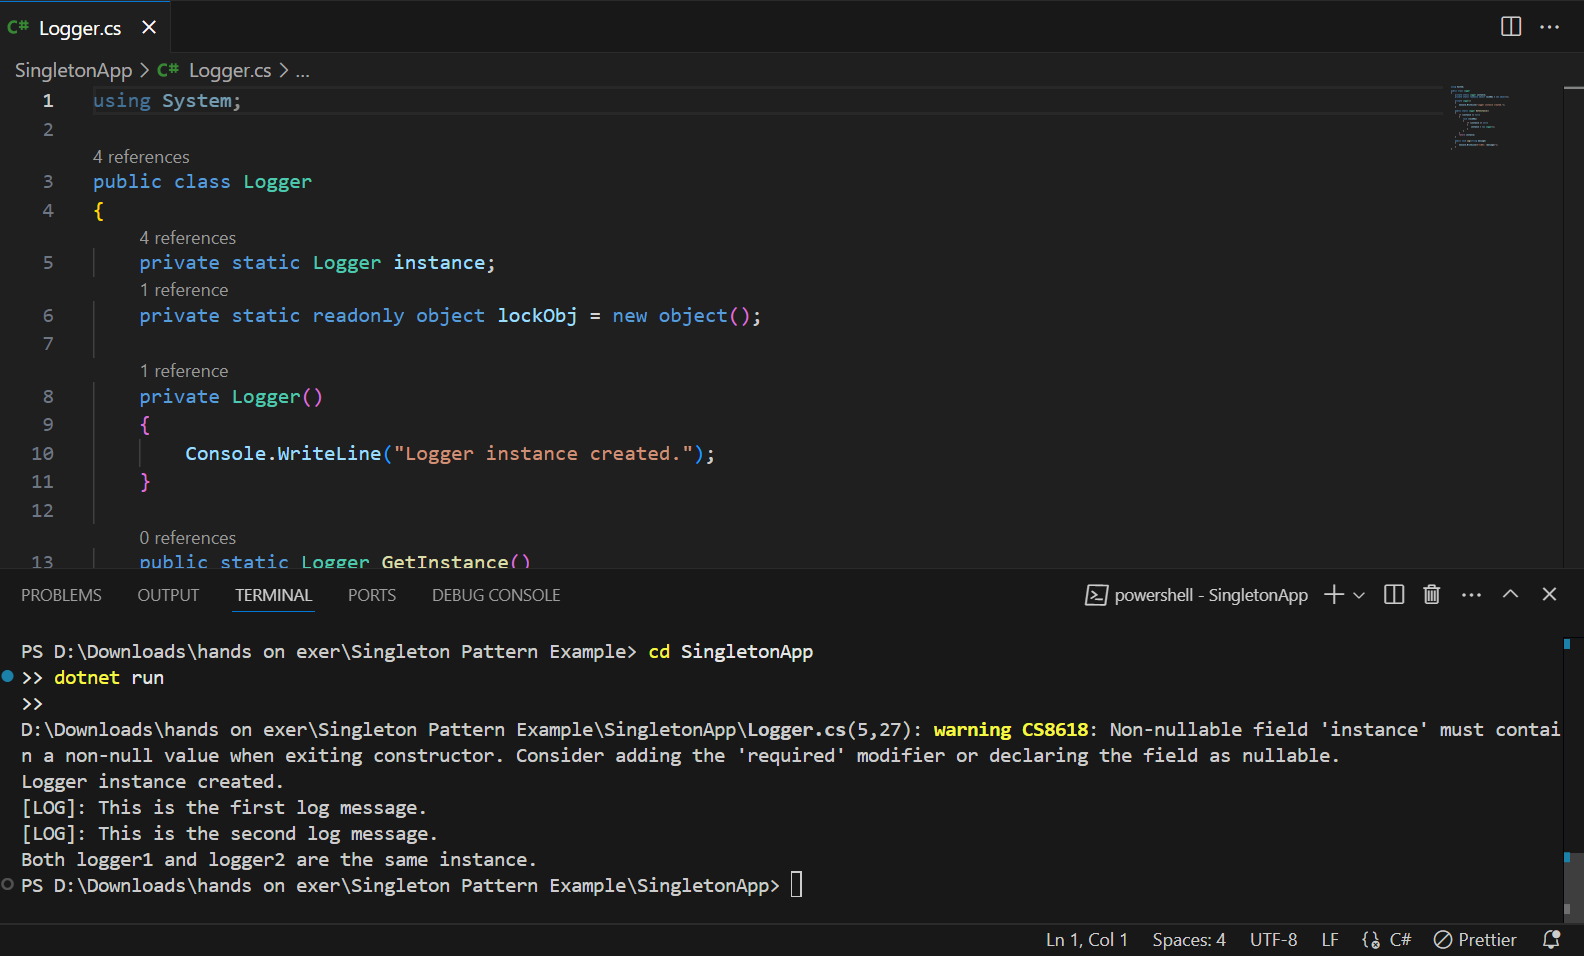 C# Logger.cs
SingletonApp > C# Logger.cs > ...
1 using System;
2
4 references
3 public class Logger
4 {
4 references
5 private static Logger instance;
1 reference
6 private static readonly object lockObj = new object();
7
1 reference
8 private Logger()
9 {
10 Console.WriteLine("Logger instance created.");
11 }
12
0 references
13 public static Logger GetInstance()
PROBLEMS OUTPUT TERMINAL PORTS DEBUG CONSOLE powershell - SingletonApp
PS D:\Downloads\hands on exer\Singleton Pattern Example> cd SingletonApp
>> dotnet run
>>
D:\Downloads\hands on exer\Singleton Pattern Example\SingletonApp\Logger.cs(5,27): warning CS8618: Non-nullable field 'instance' must contai
n a non-null value when exiting constructor. Consider adding the 'required' modifier or declaring the field as nullable.
Logger instance created.
[LOG]: This is the first log message.
[LOG]: This is the second log message.
Both logger1 and logger2 are the same instance.
PS D:\Downloads\hands on exer\Singleton Pattern Example\SingletonApp>
Ln 1, Col 1 Spaces: 4 UTF-8 LF C# Prettier